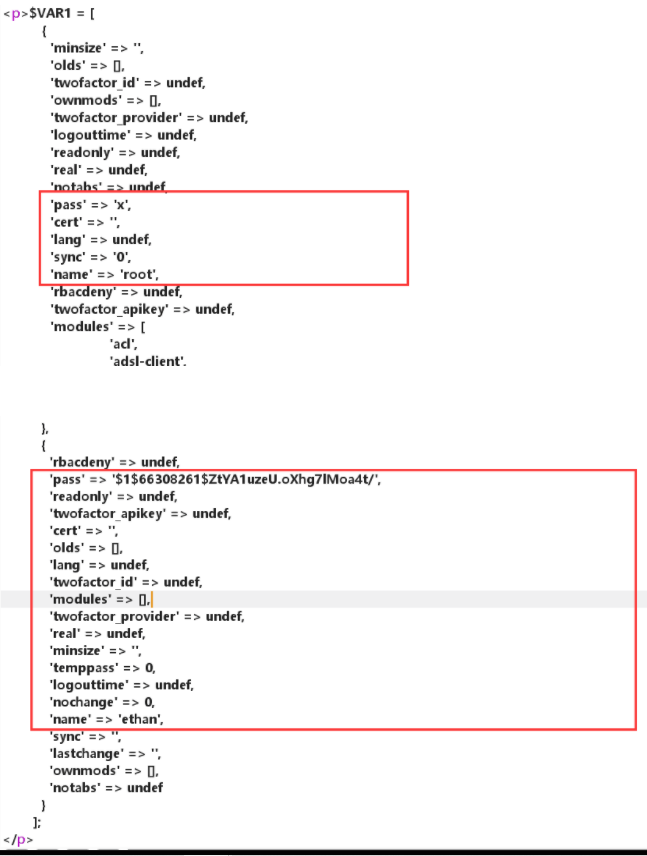 <p>$VAR1 = [
{
'minsize' => '',
'olds' => [],
'twofactor_id' => undef,
'ownmods' => [],
'twofactor_provider' => undef,
'logouttime' => undef,
'readonly' => undef,
'real' => undef,
'notabs' => undef,
'pass' => 'x',
'cert' => '',
'lang' => undef,
'sync' => '0',
'name' => 'root',
'rbacdeny' => undef,
'twofactor_apikey' => undef,
'modules' => [
'acl',
'adsl-client',
},
{
'rbacdeny' => undef,
'pass' => '$1$66308261$ZtYA1uzeU.oXhg7lMoa4t/',
'readonly' => undef,
'twofactor_apikey' => undef,
'cert' => '',
'olds' => [],
'lang' => undef,
'twofactor_id' => undef,
'modules' => [],
'twofactor_provider' => undef,
'real' => undef,
'minsize' => '',
'temppass' => 0,
'logouttime' => undef,
'nochange' => 0,
'name' => 'ethan',
'sync' => '',
'lastchange' => '',
'ownmods' => [],
'notabs' => undef
}
];
</p>